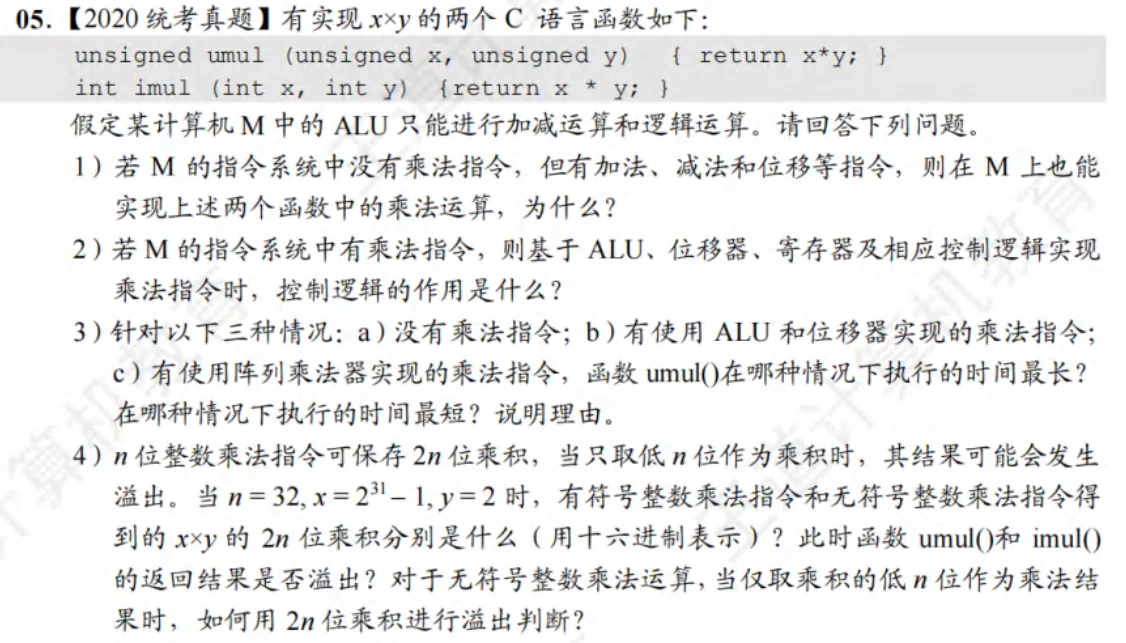 05.【2020 统考真题】有实现 x×y 的两个 C 语言函数如下：
unsigned umul (unsigned x, unsigned y) { return x*y; }
int imul (int x, int y) {return x * y; }
假定某计算机 M 中的 ALU 只能进行加减运算和逻辑运算。请回答下列问题。
1）若 M 的指令系统中没有乘法指令，但有加法、减法和位移等指令，则在 M 上也能
实现上述两个函数中的乘法运算，为什么？
2）若 M 的指令系统中有乘法指令，则基于 ALU、位移器、寄存器及相应控制逻辑实现
乘法指令时，控制逻辑的作用是什么？
3）针对以下三种情况：a）没有乘法指令；b）有使用 ALU 和位移器实现的乘法指令；
c）有使用阵列乘法器实现的乘法指令，函数 umul()在哪种情况下执行的时间最长？
在哪种情况下执行的时间最短？说明理由。
4）n 位整数乘法指令可保存 2n 位乘积，当只取低 n 位作为乘积时，其结果可能会发生
溢出。当 n = 32, x = 2³¹ – 1, y = 2 时，有符号整数乘法指令和无符号整数乘法指令得
到的 x×y 的 2n 位乘积分别是什么（用十六进制表示）？此时函数 umul()和 imul()
的返回结果是否溢出？对于无符号整数乘法运算，当仅取乘积的低 n 位作为乘法结
果时，如何用 2n 位乘积进行溢出判断？
王道计算机教育